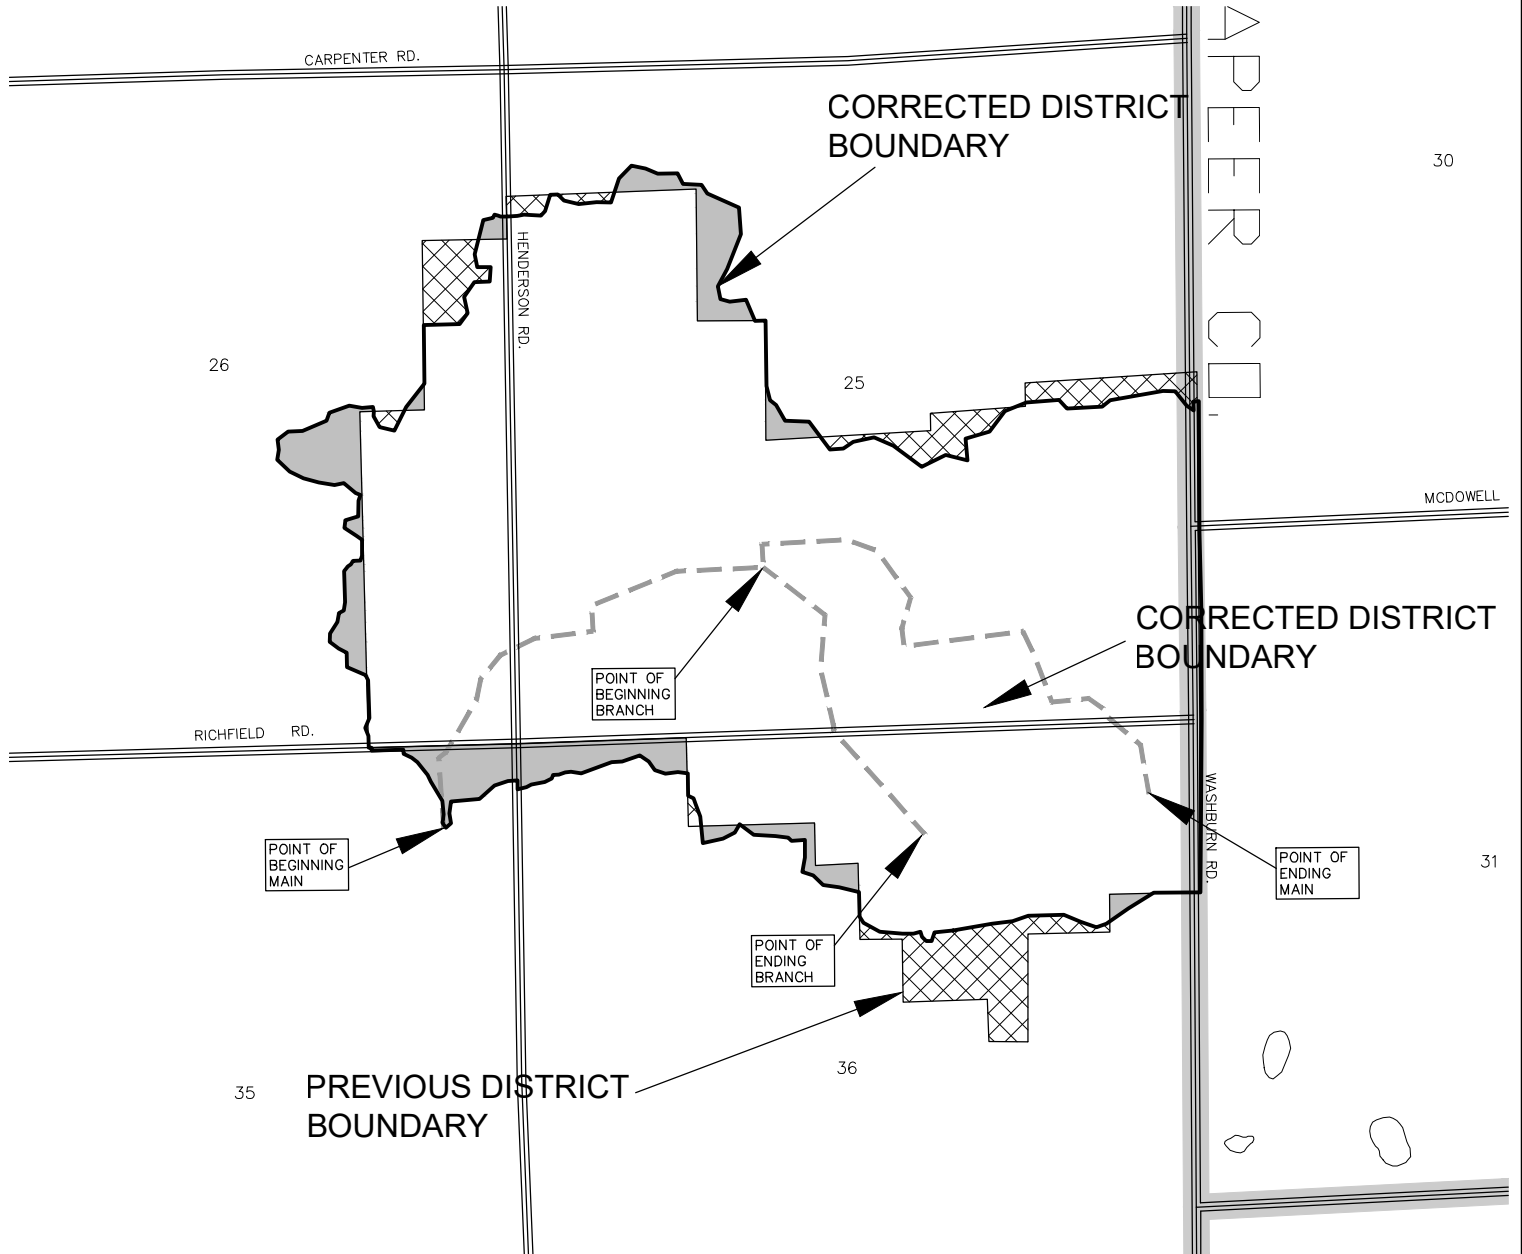 CARPENTER RD.
CORRECTED DISTRICT
BOUNDARY
APEER CO.
30
HENDERSON RD.
26
25
MCDOWELL
CORRECTED DISTRICT
BOUNDARY
POINT OF
BEGINNING
BRANCH
RICHFIELD RD.
WASHBURN RD.
POINT OF
BEGINNING
MAIN
POINT OF
ENDING
MAIN
31
POINT OF
ENDING
BRANCH
36
35
PREVIOUS DISTRICT
BOUNDARY